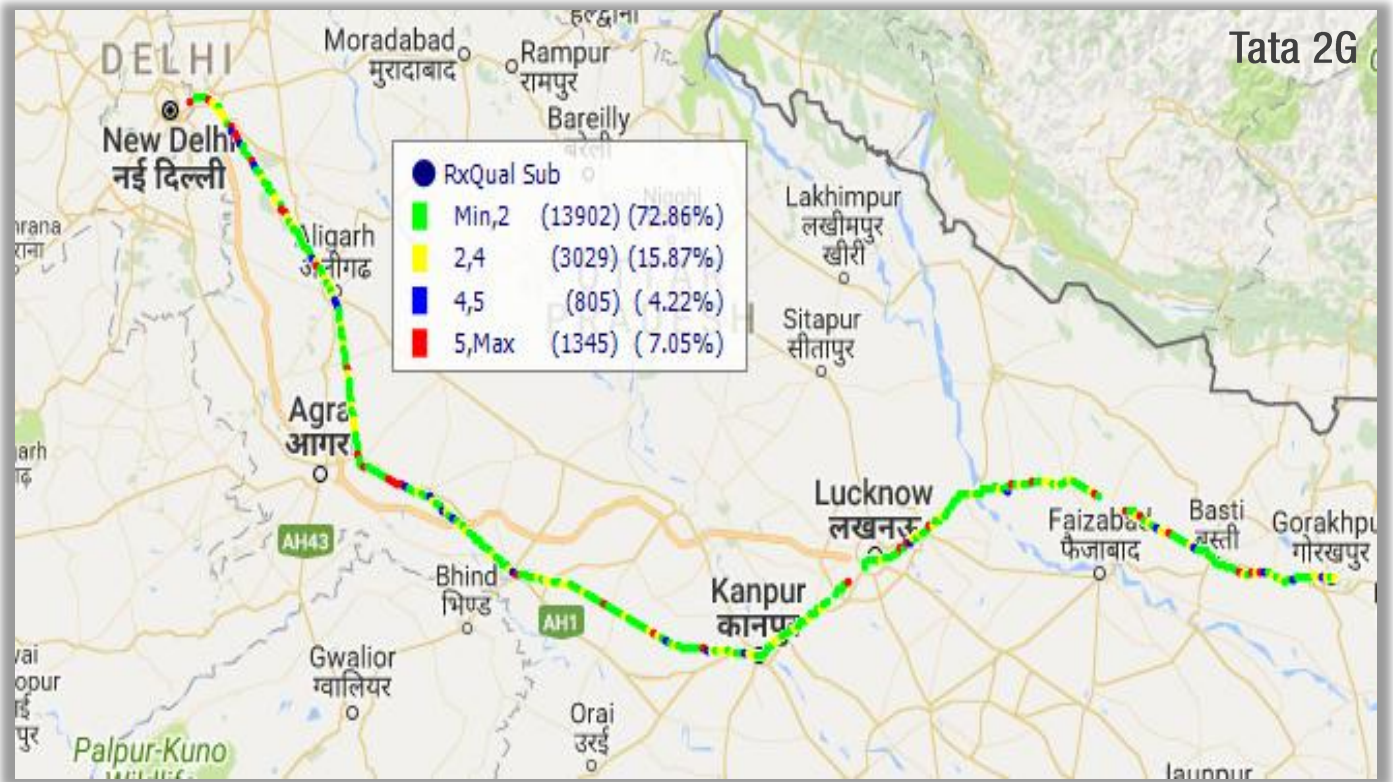 Tata 2G
हल्द्वानी
DELHI
Moradabad
मुरादाबाद
Rampur
रामपुर
New Delhi
नई दिल्ली
Bareilly
बरेली
RxQual Sub
Min,2 (13902) (72.86%)
2,4 (3029) (15.87%)
4,5 (805) ( 4.22%)
5,Max (1345) ( 7.05%)
Lakhimpur
लखीमपुर
खीरी
Aligarh
अलीगढ़
Sitapur
सीतापुर
PRADESH
Agra
आगरा
Lucknow
लखनऊ
Faizabad
फैजाबाद
Basti
बस्ती
Gorakhpu
गोरखपुर
AH43
Bhind
भिण्ड
AH1
Kanpur
कानपुर
Gwalior
ग्वालियर
Orai
उरई
Palpur-Kuno
Wildlife
Jaunpur